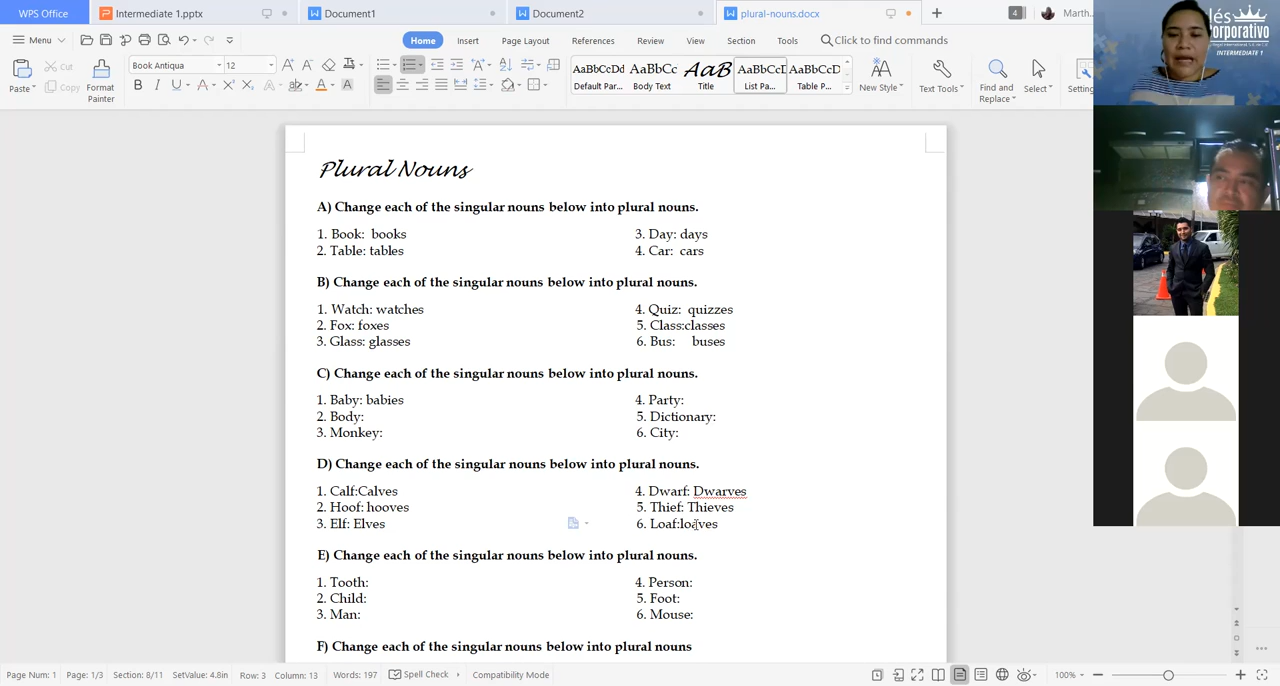 WPS Office
Intermediate 1.pptx
Document1
Document2
plural-nouns.docx
4
Marth...
Menu
Home
Insert
ge Layout
References
Review
View
Section
Tools
Click to find commands
Paste
Cut
Copy
Format
Painter
Book Antiqua
12
AaBbCcDd
Default Par...
AaBbCc
Body Text
AaB
Title
AaBbCcL
List Pa...
AaBbCcD
Table P...
New Style
Text Tools
Find and
Replace
Select
Setting
lés
orporativo
INTERMEDIATE 1
Plural Nouns
A) Change each of the singular nouns below into plural nouns.
1. Book: books
2. Table: tables
3. Day: days
4. Car: cars
B) Change each of the singular nouns below into plural nouns.
1. Watch: watches
2. Fox: foxes
3. Glass: glasses
4. Quiz: quizzes
5. Class:classes
6. Bus: buses
C) Change each of the singular nouns below into plural nouns.
1. Baby: babies
2. Body:
3. Monkey:
4. Party:
5. Dictionary:
6. City:
D) Change each of the singular nouns below into plural nouns.
1. Calf:Calves
2. Hoof: hooves
3. Elf: Elves
4. Dwarf: Dwarves
5. Thief: Thieves
6. Loaf:loaves
E) Change each of the singular nouns below into plural nouns.
1. Tooth:
2. Child:
3. Man:
4. Person:
5. Foot:
6. Mouse:
F) Change each of the singular nouns below into plural nouns
Page Num: 1
Page: 1/3
Section: 8/11
SetValue: 4.8in
Row: 3
Column: 13
Words: 197
Spell Check
Compatibility Mode
100%